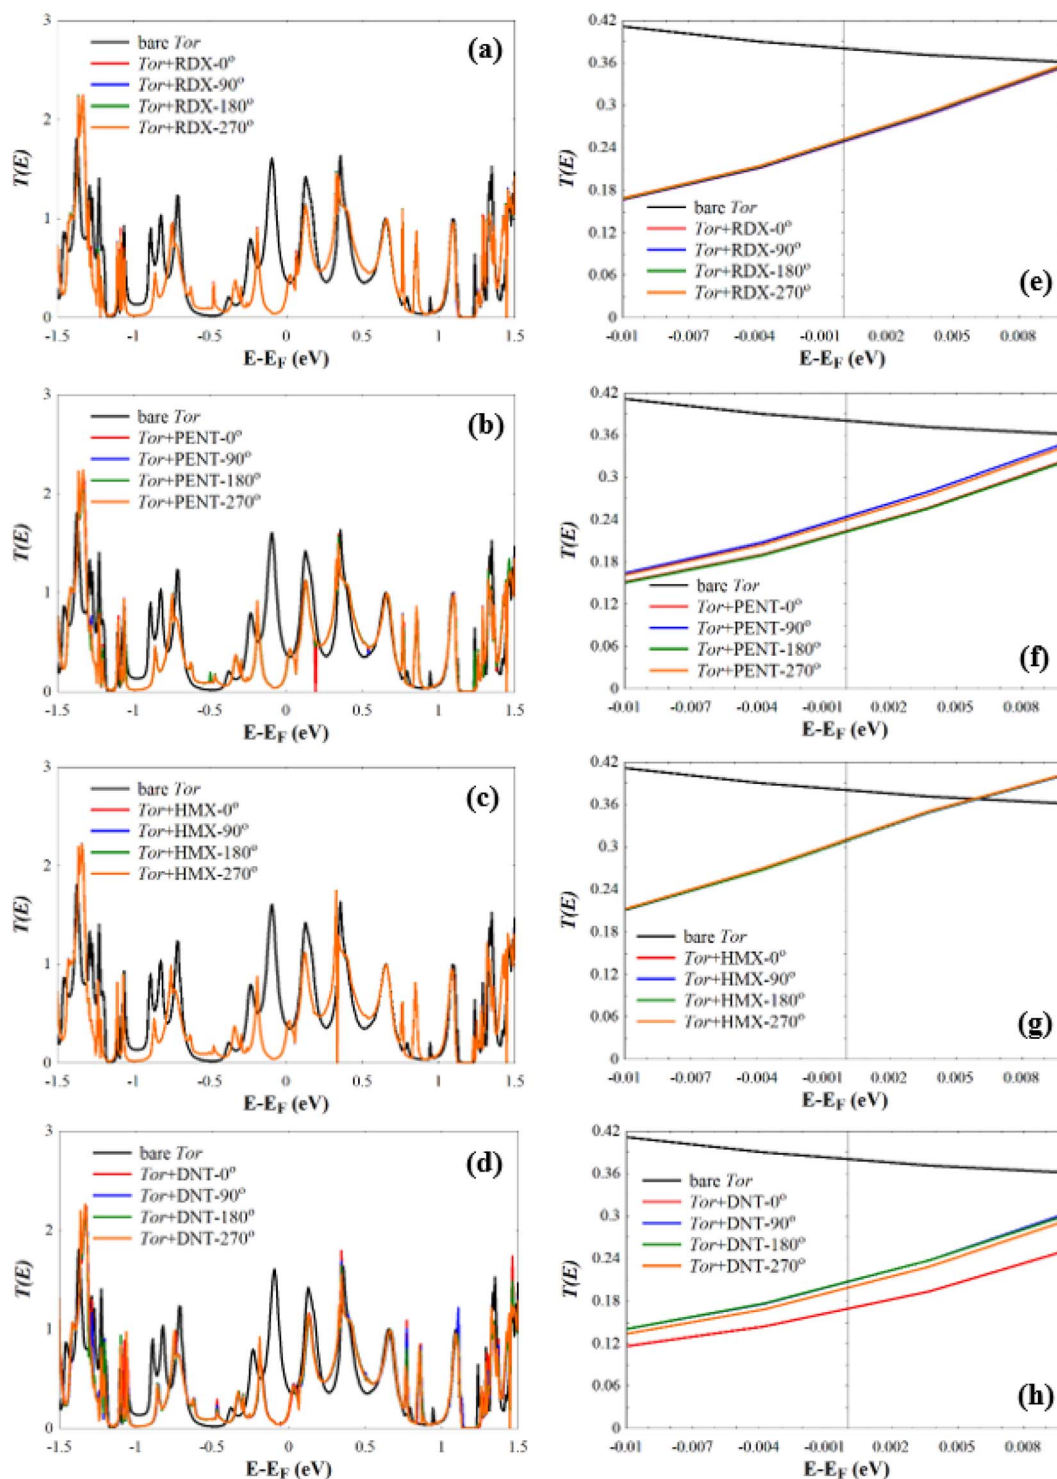 3
2
1
0
T(E)
bare Tor
Tor+RDX-0°
Tor+RDX-90°
Tor+RDX-180°
Tor+RDX-270°
(a)
-1.5 -1 -0.5 0 0.5 1 1.5
E-E_F (eV)
0.42
0.36
0.3
0.24
0.18
0.12
0.06
0
T(E)
bare Tor
Tor+RDX-0°
Tor+RDX-90°
Tor+RDX-180°
Tor+RDX-270°
(e)
-0.01 -0.007 -0.004 -0.001 0.002 0.005 0.008
E-E_F (eV)
3
2
1
0
T(E)
bare Tor
Tor+PENT-0°
Tor+PENT-90°
Tor+PENT-180°
Tor+PENT-270°
(b)
-1.5 -1 -0.5 0 0.5 1 1.5
E-E_F (eV)
0.42
0.36
0.3
0.24
0.18
0.12
0.06
0
T(E)
bare Tor
Tor+PENT-0°
Tor+PENT-90°
Tor+PENT-180°
Tor+PENT-270°
(f)
-0.01 -0.007 -0.004 -0.001 0.002 0.005 0.008
E-E_F (eV)
3
2
1
0
T(E)
bare Tor
Tor+HMX-0°
Tor+HMX-90°
Tor+HMX-180°
Tor+HMX-270°
(c)
-1.5 -1 -0.5 0 0.5 1 1.5
E-E_F (eV)
0.42
0.36
0.3
0.24
0.18
0.12
0.06
0
T(E)
bare Tor
Tor+HMX-0°
Tor+HMX-90°
Tor+HMX-180°
Tor+HMX-270°
(g)
-0.01 -0.007 -0.004 -0.001 0.002 0.005 0.008
E-E_F (eV)
3
2
1
0
T(E)
bare Tor
Tor+DNT-0°
Tor+DNT-90°
Tor+DNT-180°
Tor+DNT-270°
(d)
-1.5 -1 -0.5 0 0.5 1 1.5
E-E_F (eV)
0.42
0.36
0.3
0.24
0.18
0.12
0.06
0
T(E)
bare Tor
Tor+DNT-0°
Tor+DNT-90°
Tor+DNT-180°
Tor+DNT-270°
(h)
-0.01 -0.007 -0.004 -0.001 0.002 0.005 0.008
E-E_F (eV)